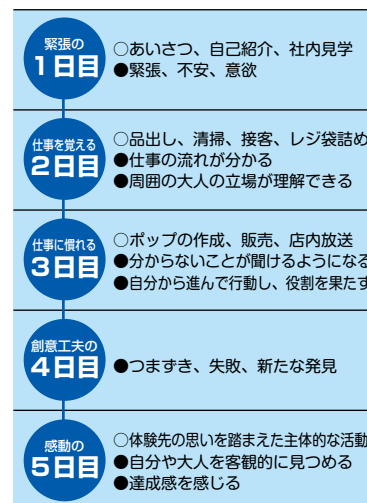 緊張の
1日目
○あいさつ、自己紹介、社内見学
●緊張、不安、意欲
仕事を覚える
2日目
○品出し、清掃、接客、レジ袋詰め
●仕事の流れが分かる
●周囲の大人の立場が理解できる
仕事に慣れる
3日目
○ポップの作成、販売、店内放送
●分からないことが聞けるようになる
●自分から進んで行動し、役割を果たす
創意工夫の
4日目
●つまずき、失敗、新たな発見
感動の
5日目
○体験先の思いを踏まえた主体的な活動
●自分や大人を客観的に見つめる
●達成感を感じる